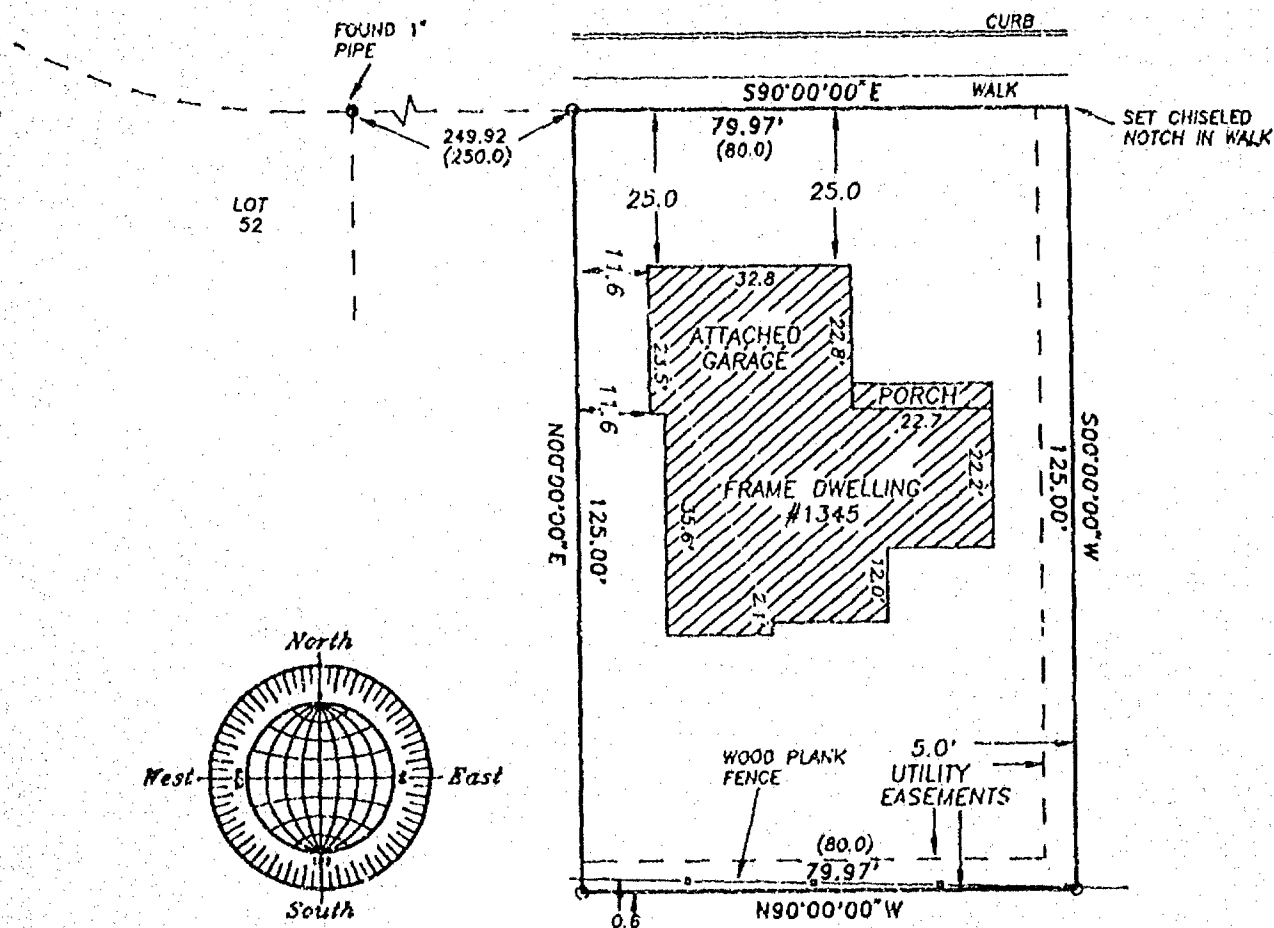 CURB
FOUND 1"
PIPE
S90°00'00"E
WALK
SET CHISELED
NOTCH IN WALK
249.92
(250.0)
79.97'
(80.0)
25.0
25.0
LOT
52
11.6
32.8
ATTACHED
GARAGE
23.5'
22.8'
PORCH
22.7
11.6
N00°00'00"E
125.00'
FRAME DWELLING
#1345
35.6'
22.2'
125.00'
S00°00'00"W
12.0'
2.1'
North
West
East
South
WOOD PLANK
FENCE
5.0'
UTILITY
EASEMENTS
(80.0)
79.97'
N90°00'00"W
0.6